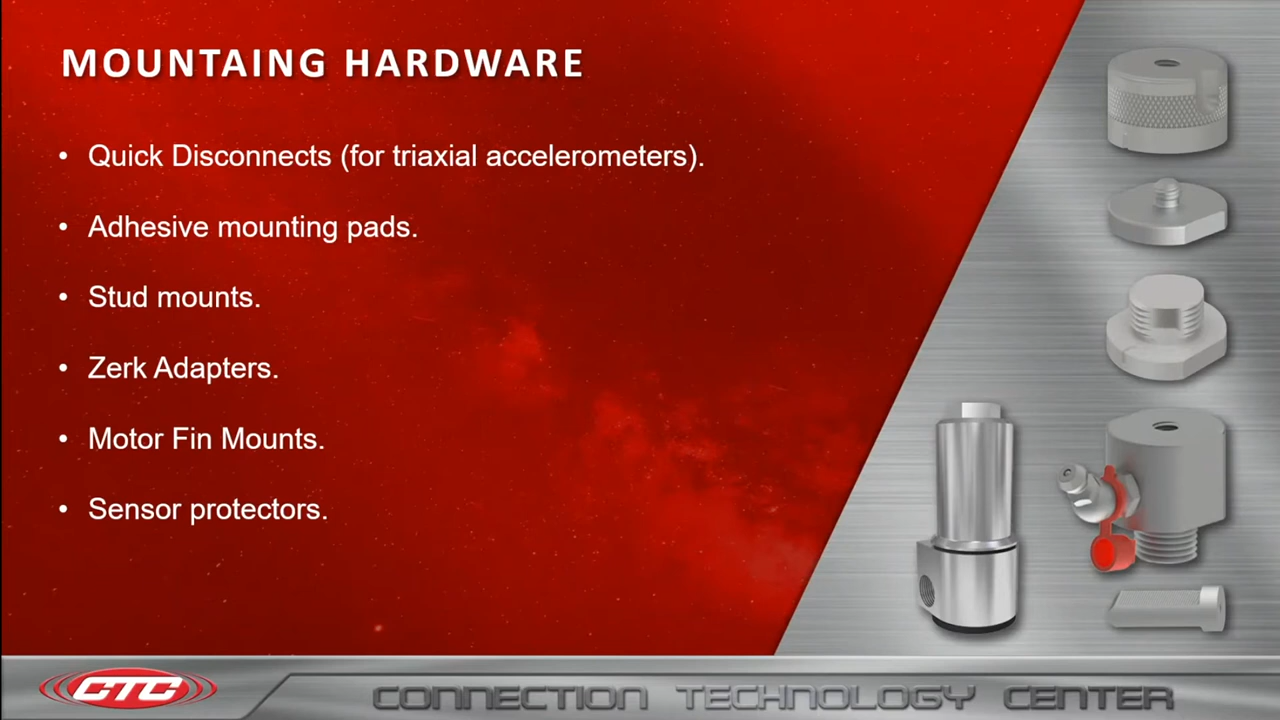 MOUNTAING HARDWARE
• Quick Disconnects (for triaxial accelerometers).
• Adhesive mounting pads.
• Stud mounts.
• Zerk Adapters.
• Motor Fin Mounts.
• Sensor protectors.
CTC
CONNECTION TECHNOLOGY CENTER